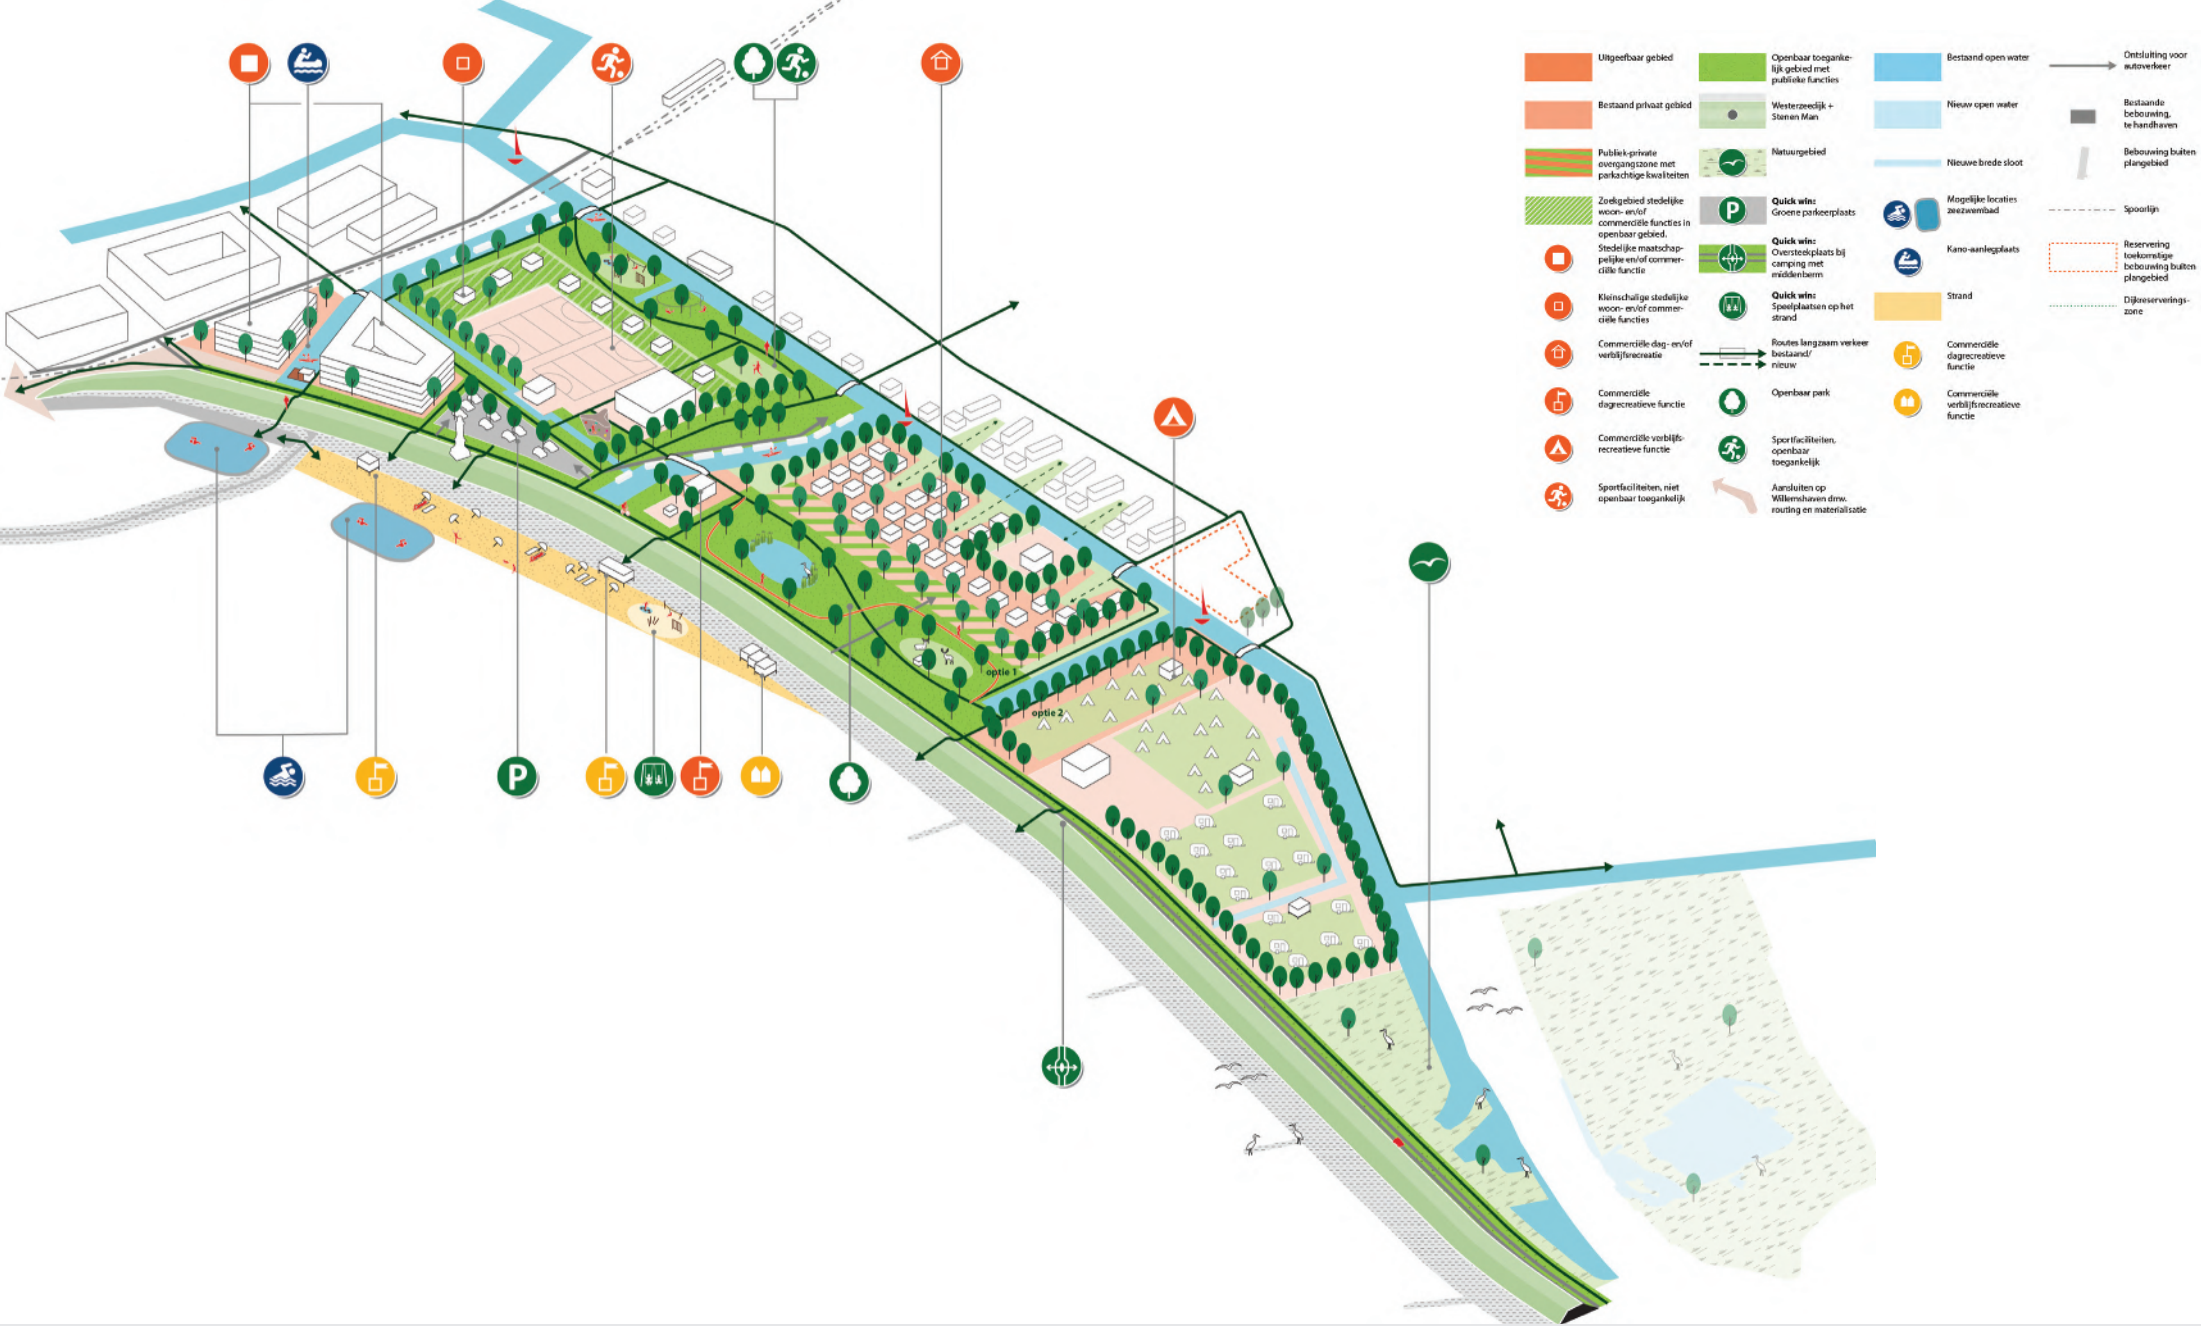 Uitgeefbaar gebied
Bestaand privaat gebied
Publiek-private
overgangszone met
parkachtige kwaliteiten
Zoekgebied stedelijke
woon- en/of
commerciële functies in
openbaar gebied.
Stedelijke maatschap-
pelijke en/of commer-
ciële functie
Kleinschalige stedelijke
woon- en/of commer-
ciële functies
Commerciële dag- en/of
verblijfsrecreatie
Commerciële
dagrecreatieve functie
Commerciële verblijfs-
recreatieve functie
Sportfaciliteiten, niet
openbaar toegankelijk
Openbaar toeganke-
lijk gebied met
publieke functies
Westerzeedijk +
Stenen Man
Natuurgebied
P
Quick win:
Groene parkeerplaats
Quick win:
Oversteekplaats bij
camping met
middenberm
Quick win:
Speelplaatsen op het
strand
Routes langzaam verkeer
bestaand/
nieuw
Openbaar park
Sportfaciliteiten,
openbaar
toegankelijk
Aansluiten op
Willemshaven dmv.
routing en materialisatie
Bestaand open water
Nieuw open water
Nieuwe brede sloot
Mogelijke locaties
zeezwembad
Kano-aanlegplaats
Strand
Commerciële
dagrecreatieve
functie
Commerciële
verblijfsrecreatieve
functie
Ontsluiting voor
autoverkeer
Bestaande
bebouwing,
te handhaven
Bebouwing buiten
plangebied
Spoorlijn
Reservering
toekomstige
bebouwing buiten
plangebied
Dijkreserverings-
zone
optie 1
optie 2
P